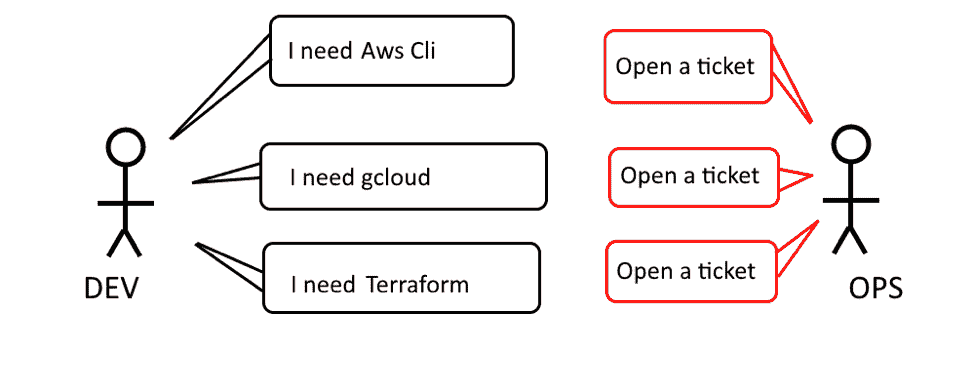 I need Aws Cli
Open a ticket
I need gcloud
Open a ticket
I need Terraform
Open a ticket
DEV
OPS